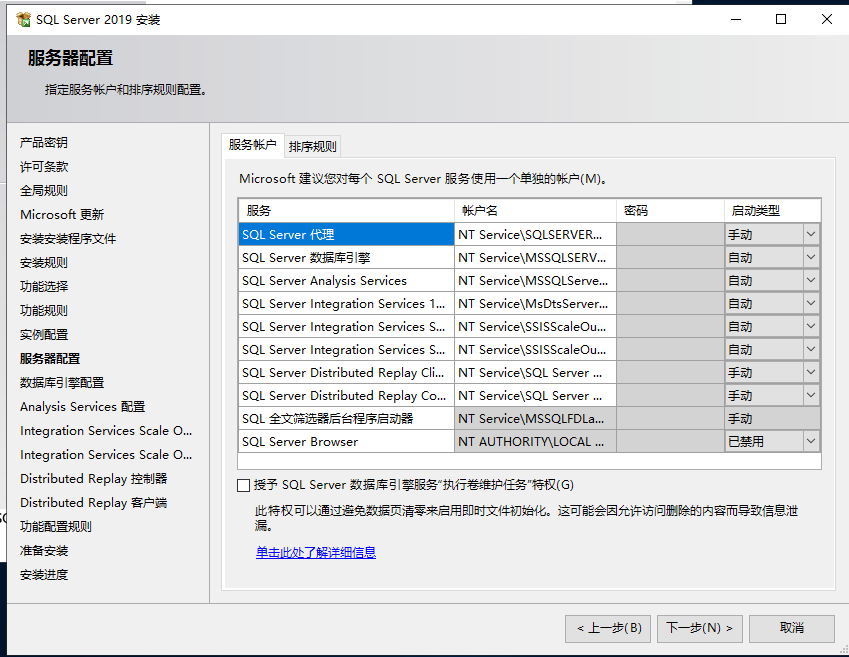 SQL Server 2019 安装
服务器配置
指定服务帐户和排序规则配置。
产品密钥
许可条款
全局规则
Microsoft 更新
安装安装程序文件
安装规则
功能选择
功能规则
实例配置
服务器配置
数据库引擎配置
Analysis Services 配置
Integration Services Scale O...
Integration Services Scale O...
Distributed Replay 控制器
Distributed Replay 客户端
功能配置规则
准备安装
安装进度
服务帐户 排序规则
Microsoft 建议您对每个 SQL Server 服务使用一个单独的帐户(M)。
服务 帐户名 密码 启动类型
SQL Server 代理 NT Service\SQLSERVER... 手动
SQL Server 数据库引擎 NT Service\MSSQLSERV... 自动
SQL Server Analysis Services NT Service\MSSQLServe... 自动
SQL Server Integration Services 1... NT Service\MsDtsServer... 自动
SQL Server Integration Services S... NT Service\SSISScaleOu... 自动
SQL Server Integration Services S... NT Service\SSISScaleOu... 自动
SQL Server Distributed Replay Cli... NT Service\SQL Server ... 手动
SQL Server Distributed Replay Co... NT Service\SQL Server ... 手动
SQL 全文筛选器后台程序启动器 NT Service\MSSQLFDLa... 手动
SQL Server Browser NT AUTHORITY\LOCAL ... 已禁用
授予 SQL Server 数据库引擎服务“执行卷维护任务”特权(G)
此特权可以通过避免数据页清零来启用即时文件初始化。这可能会因允许访问删除的内容而导致信息泄
漏。
单击此处了解详细信息
< 上一步(B) 下一步(N) > 取消